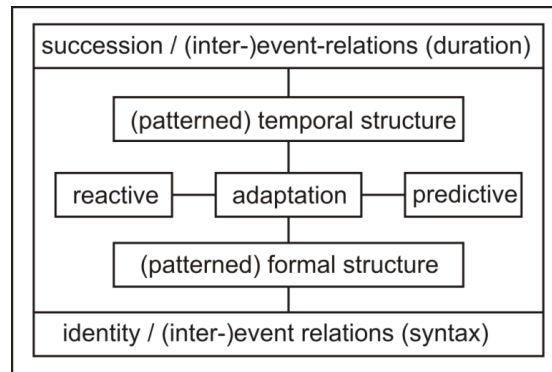 succession / (inter-)event-relations (duration)
(patterned) temporal structure
reactive adaptation predictive
(patterned) formal structure
identity / (inter-)event relations (syntax)